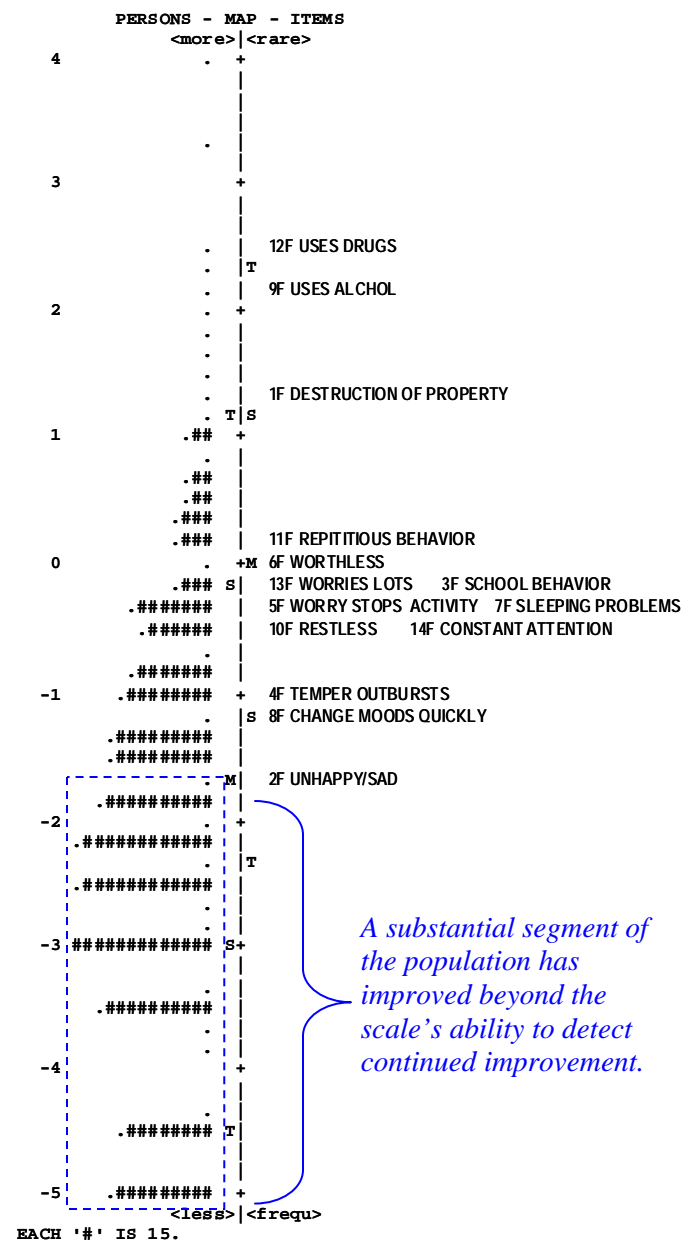 PERSONS - MAP - ITEMS
<more>|<rare>
4 . +
|
|
|
. |
|
3 +
|
|
. | 12F USES DRUGS
. |T
. | 9F USES ALCHOL
2 . +
. |
. |
. |
. | 1F DESTRUCTION OF PROPERTY
. T|S
1 .## +
. |
.## |
.## |
.### |
.### | 11F REPITITIOUS BEHAVIOR
0 . +M 6F WORTHLESS
.### S| 13F WORRIES LOTS 3F SCHOOL BEHAVIOR
.####### | 5F WORRY STOPS ACTIVITY 7F SLEEPING PROBLEMS
.###### | 10F RESTLESS 14F CONSTANT ATTENTION
. |
.####### |
-1 .######## + 4F TEMPER OUTBURSTS
. |S 8F CHANGE MOODS QUICKLY
.######### |
.######### |
. M| 2F UNHAPPY/SAD
.########## |
-2 . +
.############ |
. |T
.############ |
. |
. |
-3 ############# S+
|
. |
.########## |
. |
. |
-4 +
|
. |
.######## T|
|
|
-5 .######### +
<less>|<frequ>
EACH '#' IS 15.
A substantial segment of
the population has
improved beyond the
scale's ability to detect
continued improvement.